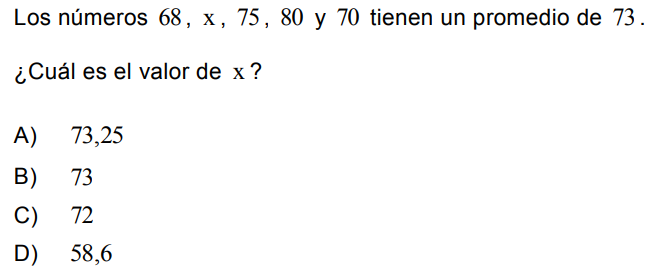 Los números 68, x, 75, 80 y 70 tienen un promedio de 73.
¿Cuál es el valor de x?
A) 73,25
B) 73
C) 72
D) 58,6